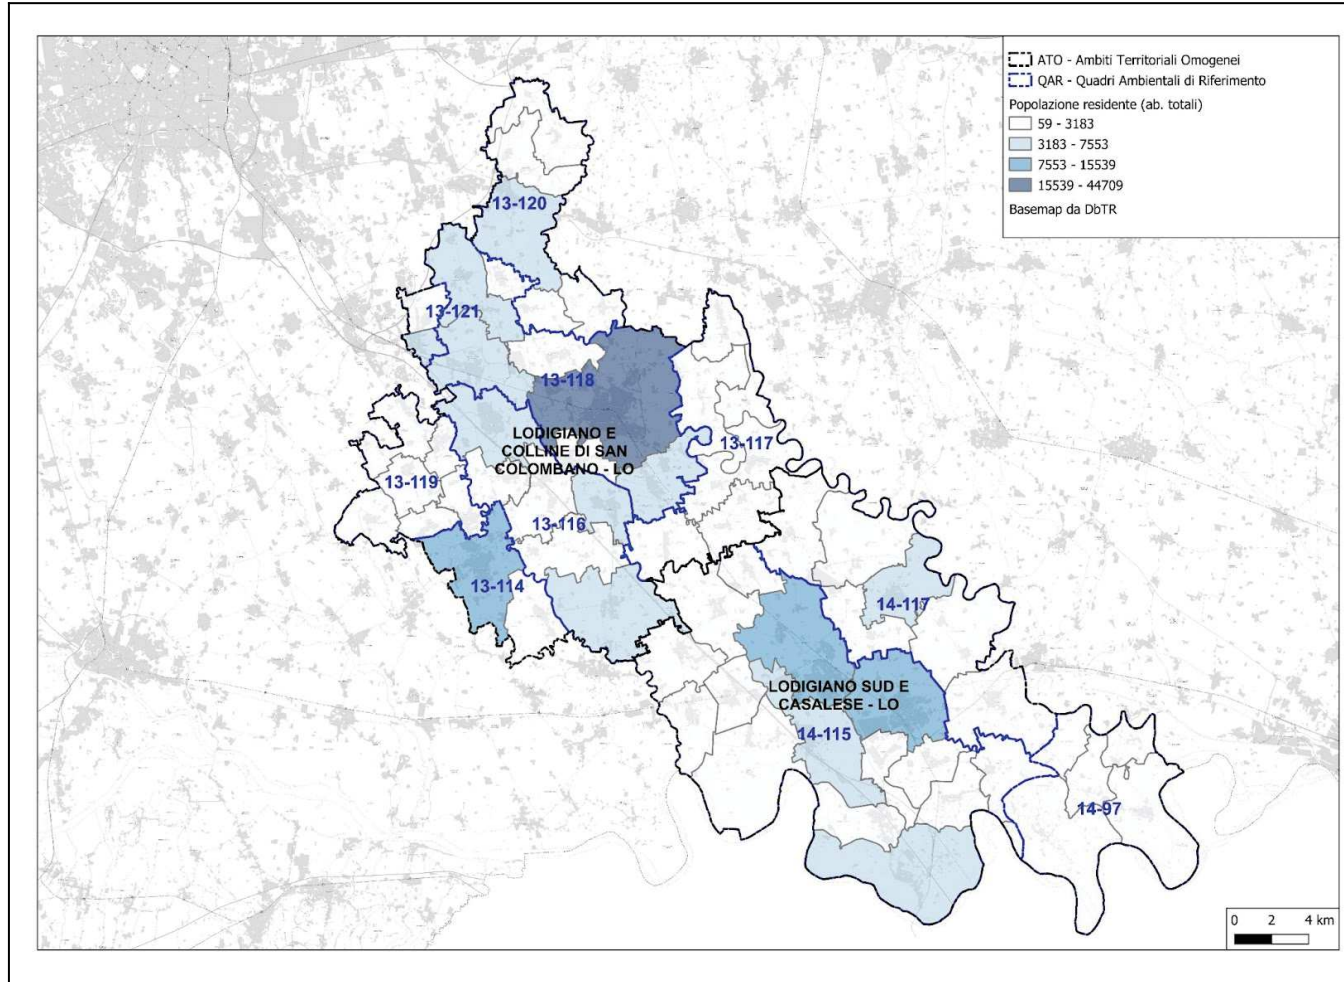 ATO - Ambiti Territoriali Omogenei
QAR - Quadri Ambientali di Riferimento
Popolazione residente (ab. totali)
59 - 3183
3183 - 7553
7553 - 15539
15539 - 44709
Basemap da DbTR
13-120
13-121
13-118
LODIGIANO E
COLLINE DI SAN
COLOMBANO - LO
13-117
13-119
13-116
13-114
14-117
LODIGIANO SUD E
CASALESE - LO
14-115
14-97
0 2 4 km